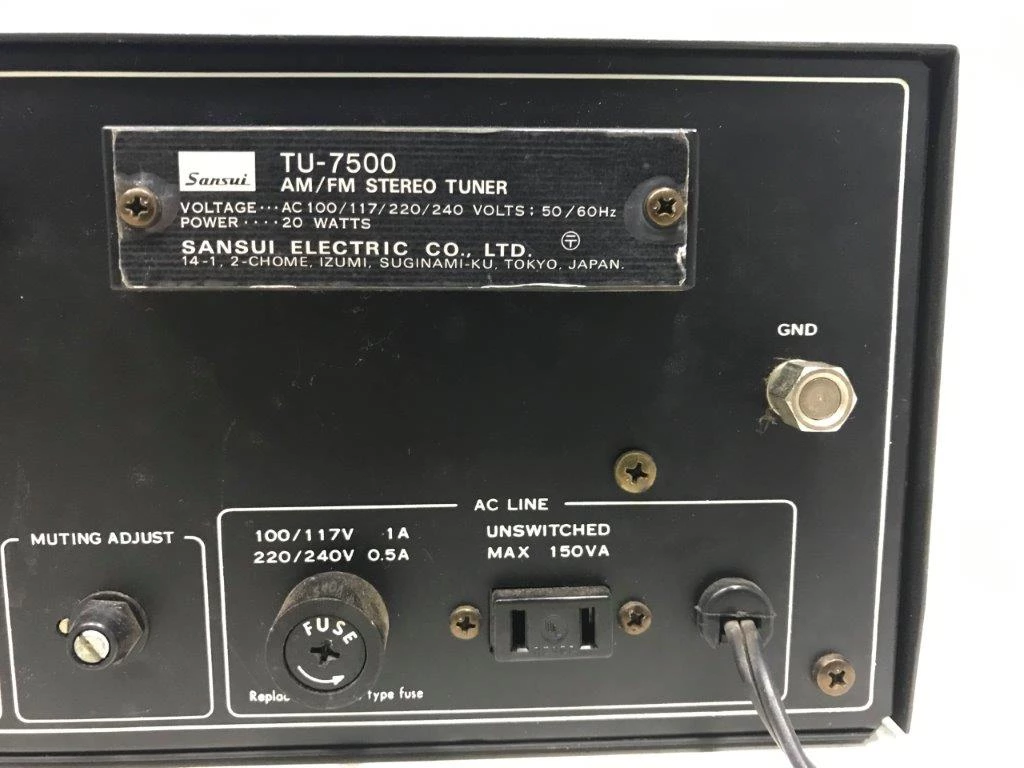 Sansui
TU-7500
AM/FM STEREO TUNER
VOLTAGE··· AC 100/117/220/240 VOLTS: 50/60Hz
POWER ···· 20 WATTS
SANSUI ELECTRIC CO., LTD.
14-1, 2-CHOME, IZUMI, SUGINAMI-KU, TOKYO, JAPAN.
GND
AC LINE
MUTING ADJUST
100/117V 1A
220/240V 0.5A
UNSWITCHED
MAX 150VA
FUSE
type fuse